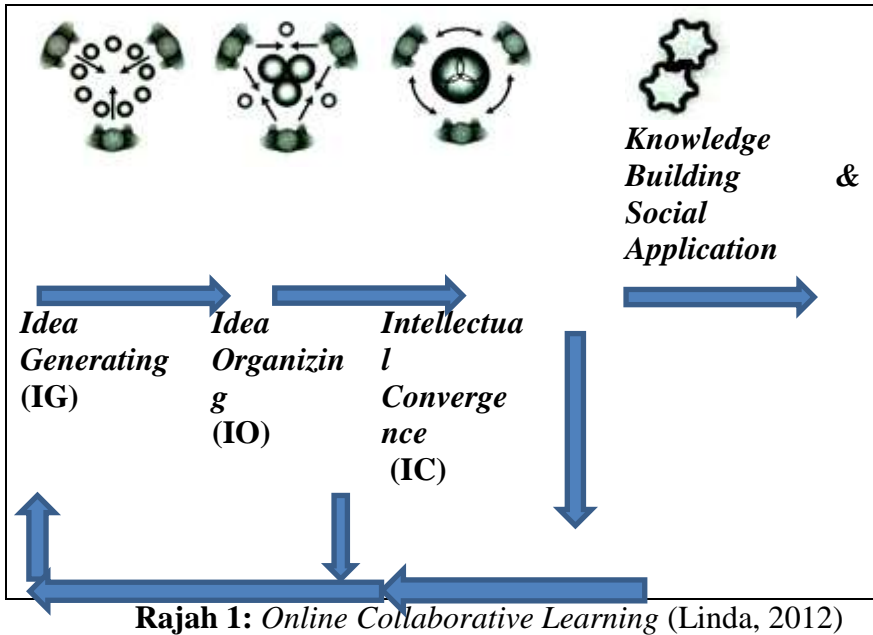 Knowledge
Building &
Social
Application
Idea
Generating
(IG)
Idea
Organizin
g
(IO)
Intellectua
l
Converge
nce
(IC)
Rajah 1: Online Collaborative Learning (Linda, 2012)